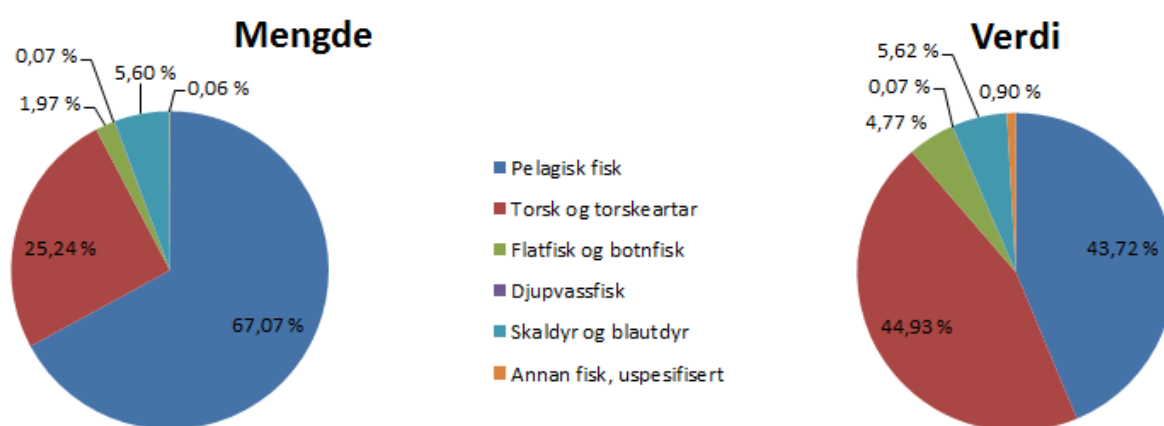 Mengde
0,07 %
5,60 %
0,06 %
1,97 %
25,24 %
67,07 %
Pelagisk fisk
Torsk og torskeartar
Flatfisk og botnfisk
Djupvassfisk
Skaldyr og blautdyr
Annan fisk, uspesifisert
Verdi
5,62 %
0,07 %
0,90 %
4,77 %
43,72 %
44,93 %